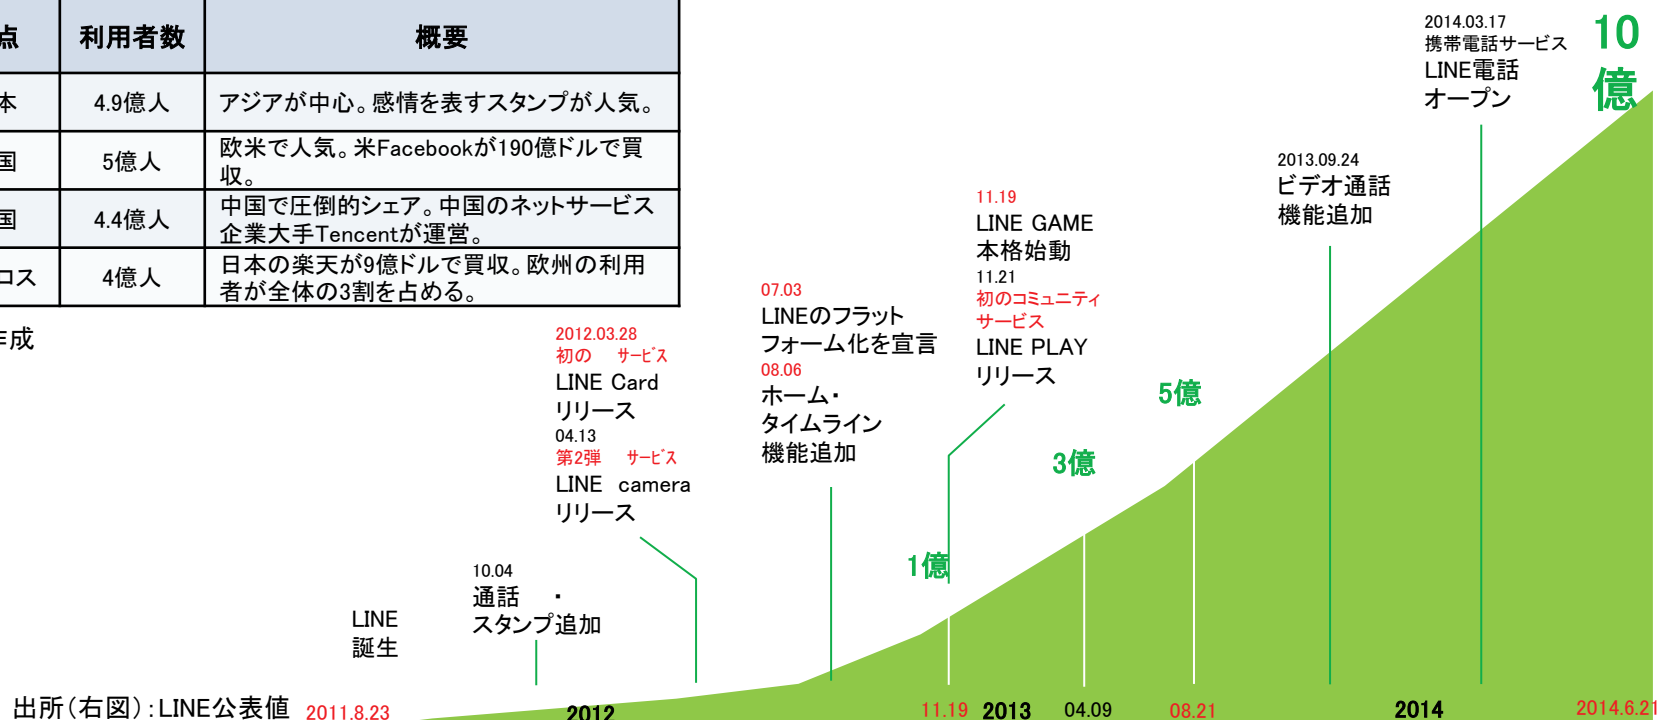 点 利用者数 概要
本 4.9億人 アジアが中心。感情を表すスタンプが人気。
国 5億人 欧米で人気。米Facebookが190億ドルで買
収。
国 4.4億人 中国で圧倒的シェア。中国のネットサービス
企業大手Tencentが運営。
コス 4億人 日本の楽天が9億ドルで買収。欧州の利用
者が全体の3割を占める。
作成
LINE
誕生
10.04
通話 ・
スタンプ追加
2012.03.28
初の サービス
LINE Card
リリース
04.13
第2弾 サービス
LINE camera
リリース
07.03
LINEのフラット
フォーム化を宣言
08.06
ホーム・
タイムライン
機能追加
11.19
LINE GAME
本格始動
11.21
初のコミュニティ
サービス
LINE PLAY
リリース
2013.09.24
ビデオ通話
機能追加
2014.03.17
携帯電話サービス
LINE電話
オープン
10
億
5億
3億
1億
出所(右図):LINE公表値 2011.8.23 2012 11.19 2013 04.09 08.21 2014 2014.6.21